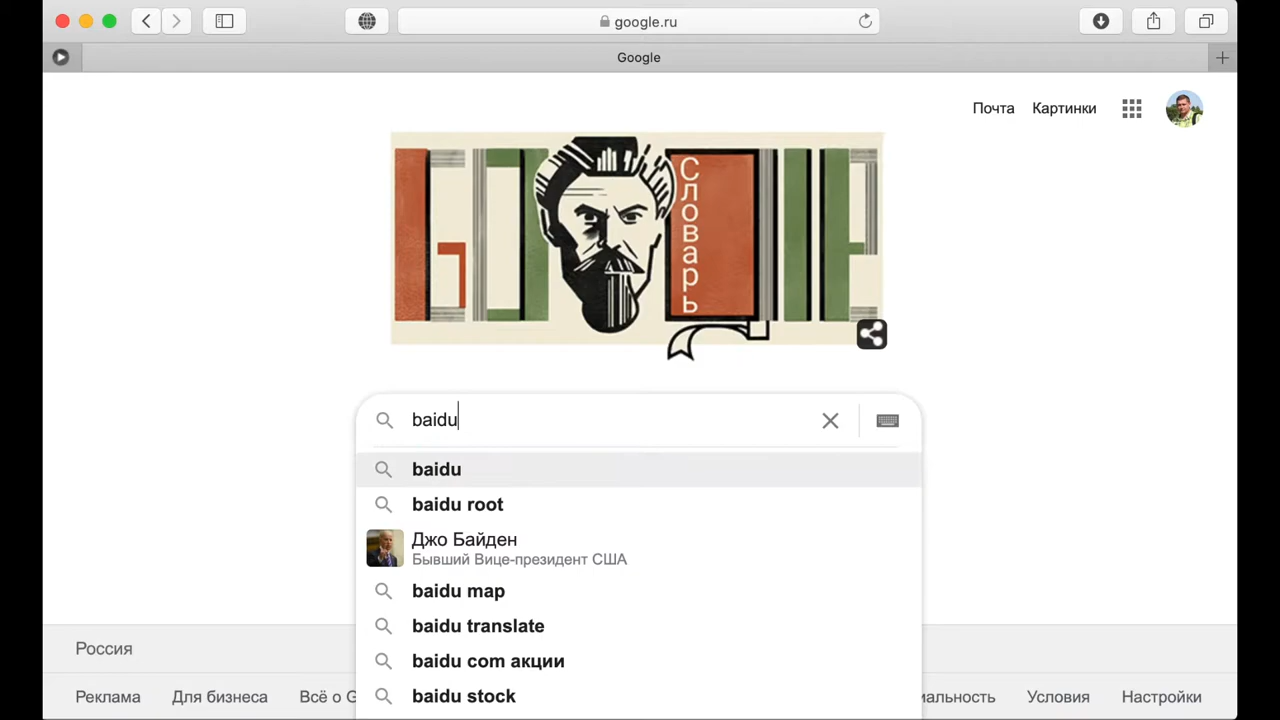 google.ru
Google
Почта Картинки
Словарь
baidu
baidu
baidu root
Джо Байден
Бывший Вице-президент США
baidu map
baidu translate
baidu com акции
baidu stock
Россия
Реклама Для бизнеса Всё о G иальность Условия Настройки